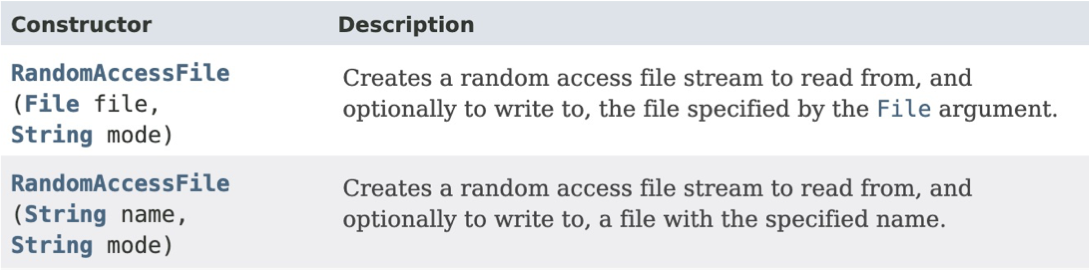 Constructor Description
RandomAccessFile
(File file,
String mode)
Creates a random access file stream to read from, and
optionally to write to, the file specified by the File argument.
RandomAccessFile
(String name,
String mode)
Creates a random access file stream to read from, and
optionally to write to, a file with the specified name.